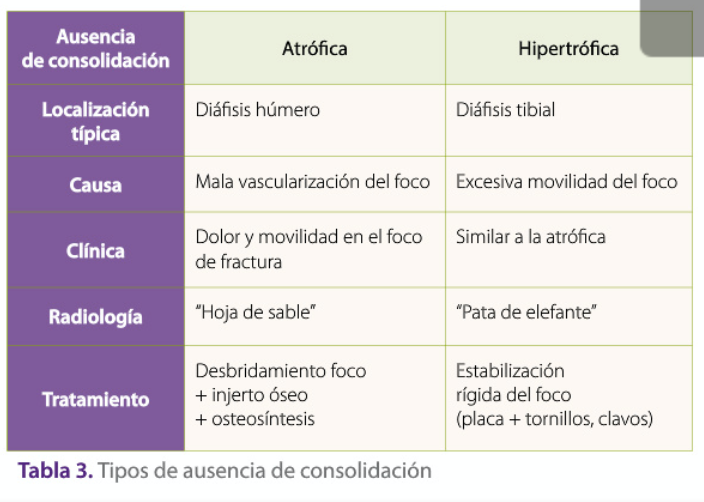 Ausencia
de consolidación
Atrófica
Hipertrófica
Localización
típica
Diáfisis húmero
Diáfisis tibial
Causa
Mala vascularización del foco
Excesiva movilidad del foco
Clínica
Dolor y movilidad en el foco
de fractura
Similar a la atrófica
Radiología
“Hoja de sable”
“Pata de elefante”
Tratamiento
Desbridamiento foco
+ injerto óseo
+ osteosíntesis
Estabilización
rígida del foco
(placa + tornillos, clavos)
Tabla 3. Tipos de ausencia de consolidación